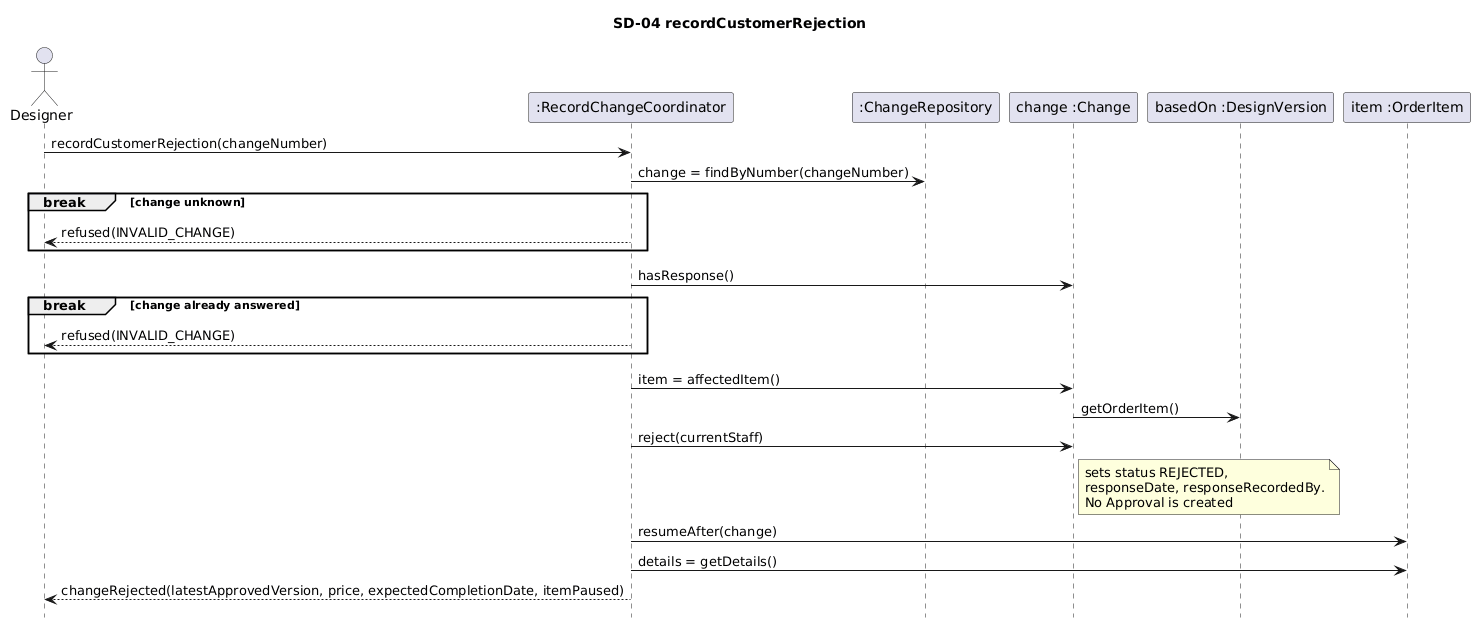 SD-04 recordCustomerRejection
Designer
:RecordChangeCoordinator
:ChangeRepository
change :Change
basedOn :DesignVersion
item :OrderItem
recordCustomerRejection(changeNumber)
change = findByNumber(changeNumber)
break [change unknown]
refused(INVALID_CHANGE)
hasResponse()
break [change already answered]
refused(INVALID_CHANGE)
item = affectedItem()
getOrderItem()
reject(currentStaff)
sets status REJECTED,
responseDate, responseRecordedBy.
No Approval is created
resumeAfter(change)
details = getDetails()
changeRejected(latestApprovedVersion, price, expectedCompletionDate, itemPaused)